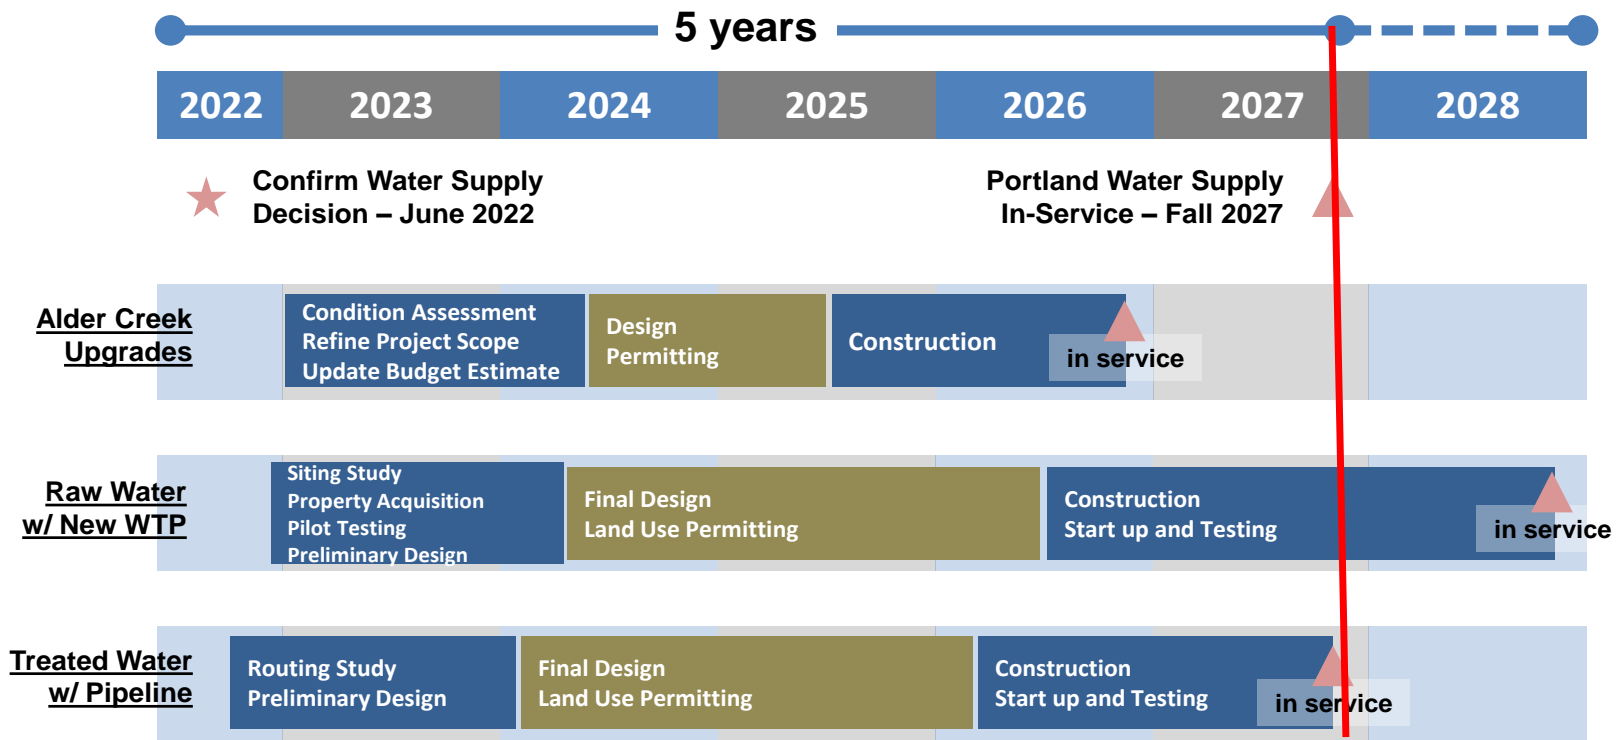 5 years
2022 2023 2024 2025 2026 2027 2028
Confirm Water Supply
Decision – June 2022
Portland Water Supply
In-Service – Fall 2027
Alder Creek
Upgrades
Condition Assessment
Refine Project Scope
Update Budget Estimate
Design
Permitting
Construction
in service
Raw Water
w/ New WTP
Siting Study
Property Acquisition
Pilot Testing
Preliminary Design
Final Design
Land Use Permitting
Construction
Start up and Testing
in service
Treated Water
w/ Pipeline
Routing Study
Preliminary Design
Final Design
Land Use Permitting
Construction
Start up and Testing
in service